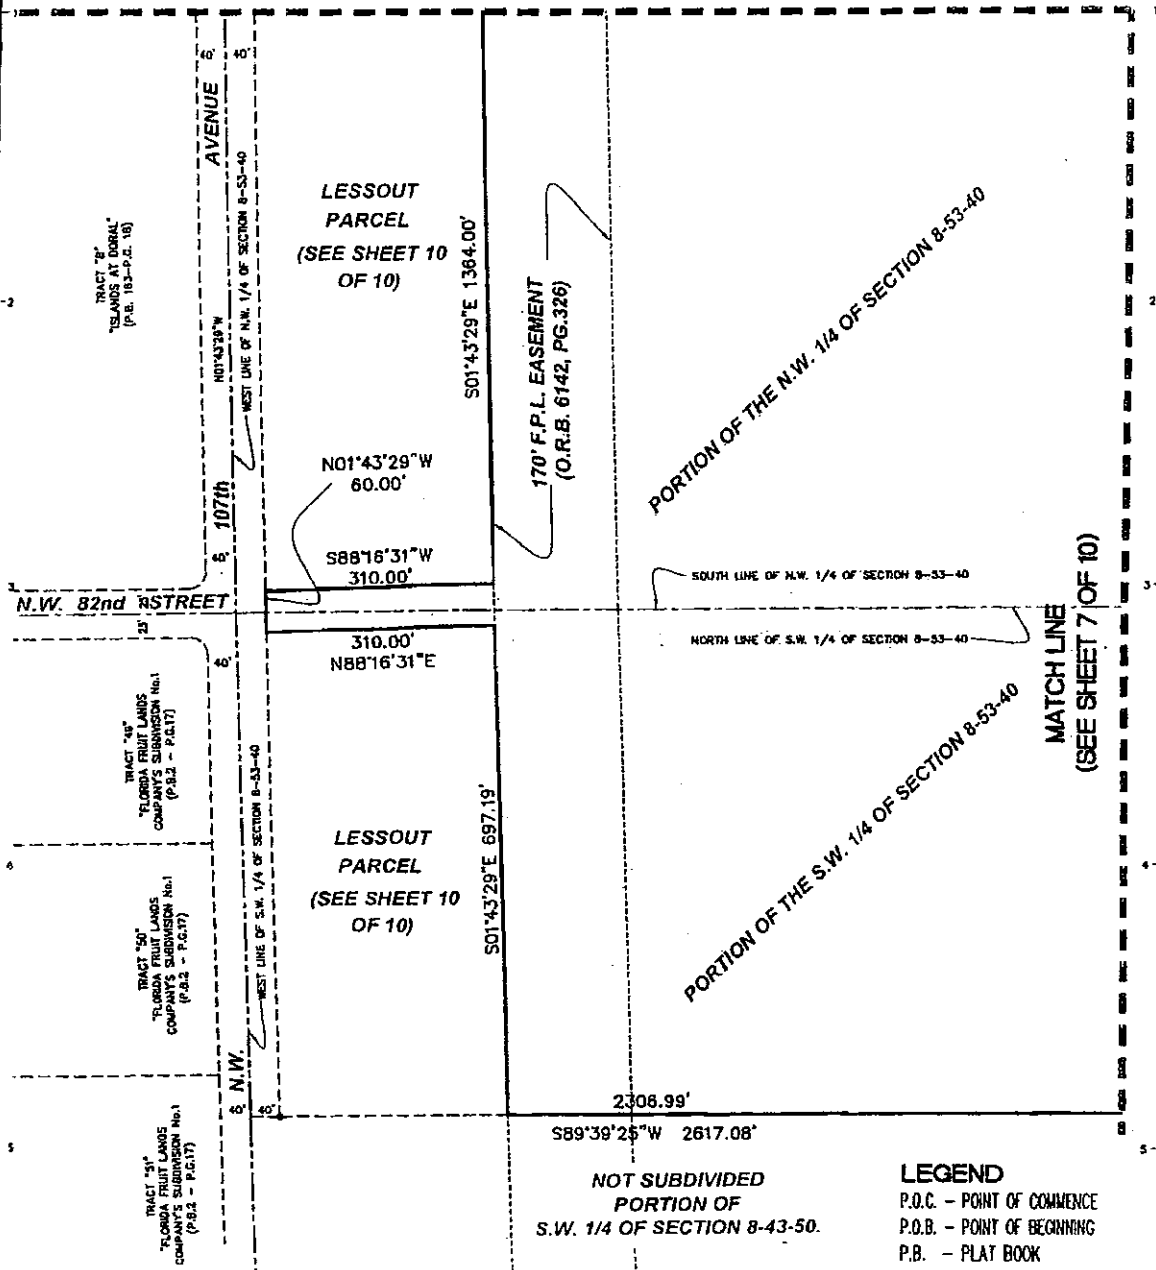 40' 40'
AVENUE
107th
N.W.
TRACT "B"
"ISLANDS AT DORAL"
(P.B. 163-P.G. 18)
N01°43'29"W
WEST LINE OF N.W. 1/4 OF SECTION 8-53-40
LESSOUT
PARCEL
(SEE SHEET 10
OF 10)
S01°43'29"E 1364.00'
170' F.P.L. EASEMENT
(O.R.B. 6142, PG.326)
PORTION OF THE N.W. 1/4 OF SECTION 8-53-40
2
2
N01°43'29"W
60.00'
40'
S88°16'31"W
310.00'
3
3
N.W. 82nd STREET
25'
SOUTH LINE OF N.W. 1/4 OF SECTION 8-53-40
NORTH LINE OF S.W. 1/4 OF SECTION 8-53-40
MATCH LINE
(SEE SHEET 7 OF 10)
310.00'
N88°16'31"E
40'
TRACT "49"
"FLORIDA FRUIT LANDS
COMPANY'S SUBDIVISION No.1
(P.B.2 - P.G.17)
WEST LINE OF S.W. 1/4 OF SECTION 8-53-40
LESSOUT
PARCEL
(SEE SHEET 10
OF 10)
S01°43'29"E 697.19'
PORTION OF THE S.W. 1/4 OF SECTION 8-53-40
4
TRACT "50"
"FLORIDA FRUIT LANDS
COMPANY'S SUBDIVISION No.1
(P.B.2 - P.G.17)
40' 40'
2306.99'
S89°39'25"W 2617.08'
5
5
TRACT "51"
"FLORIDA FRUIT LANDS
COMPANY'S SUBDIVISION No.1
(P.B.2 - P.G.17)
NOT SUBDIVIDED
PORTION OF
S.W. 1/4 OF SECTION 8-43-50.
LEGEND
P.O.C. - POINT OF COMMENCE
P.O.B. - POINT OF BEGINNING
P.B. - PLAT BOOK